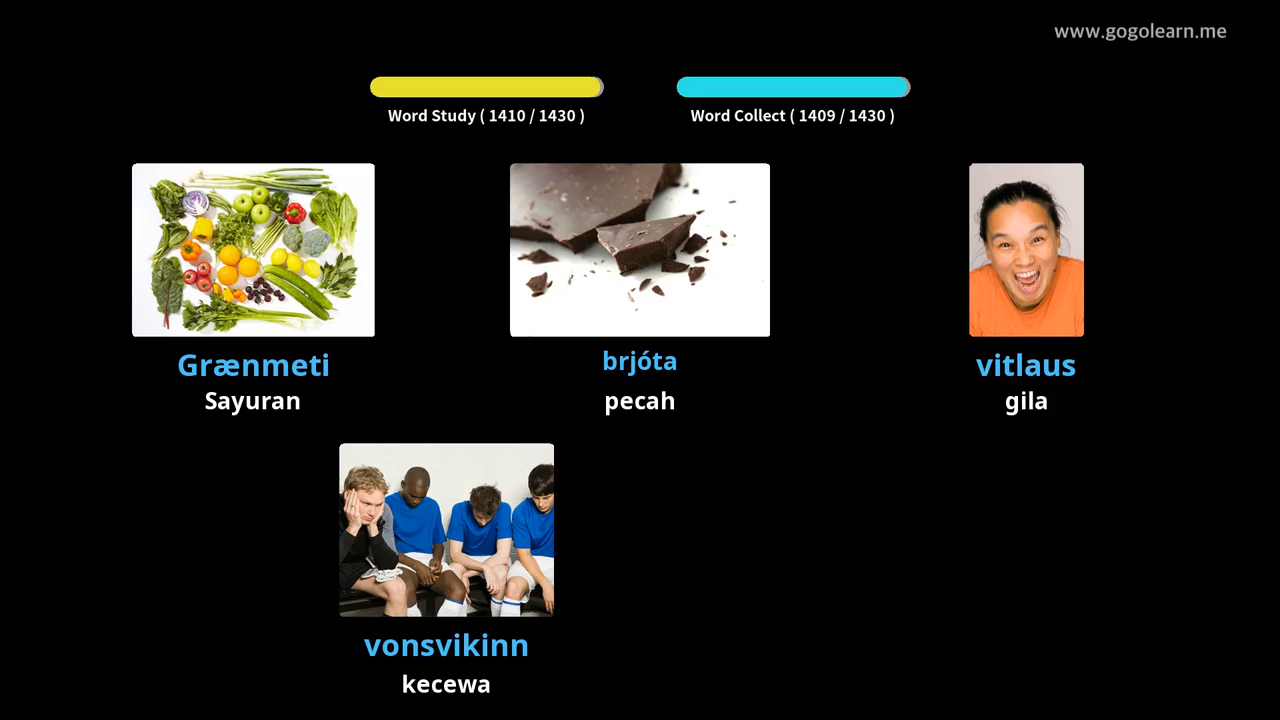 www.gogolearn.me
Word Study ( 1410 / 1430 )
Word Collect ( 1409 / 1430 )
Grænmeti
Sayuran
brjóta
pecah
vitlaus
gila
vonsvikinn
kecewa